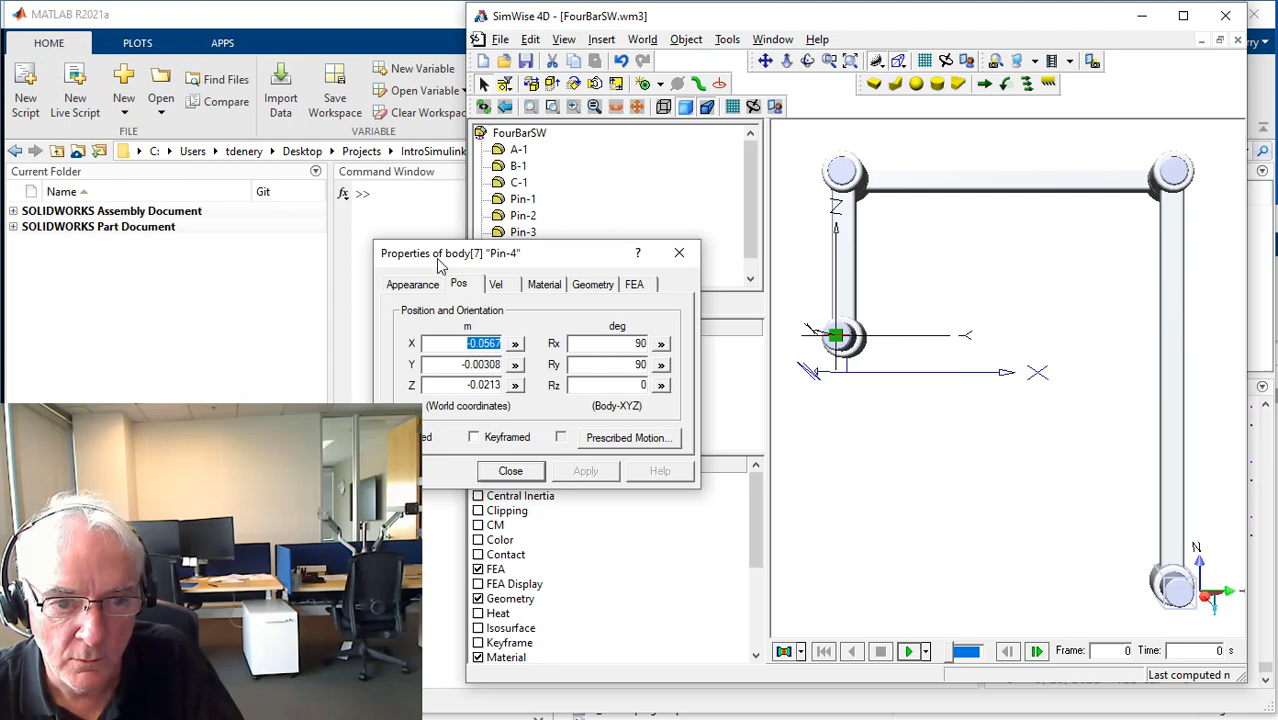 MATLAB R2021a
HOME
PLOTS
APPS
New Script
New Live Script
New
Open
Find Files
Compare
Import Data
Save Workspace
New Variable
Open Variable
Clear Workspac
FILE
VARIABLE
C: Users tdenery Desktop Projects IntroSimulink
Current Folder
Name
Git
SOLIDWORKS Assembly Document
SOLIDWORKS Part Document
Command Window
fx >>
SimWise 4D - [FourBarSW.wm3]
File Edit View Insert World Object Tools Window Help
FourBarSW
A-1
B-1
C-1
Pin-1
Pin-2
Pin-3
Properties of body[7] "Pin-4"
?
Appearance Pos Vel Material Geometry FEA
Position and Orientation
m deg
X -0.0567 » Rx 90 »
Y -0.00308 » Ry 90 »
Z -0.0213 » Rz 0 »
(World coordinates) (Body-XYZ)
ed Keyframed Prescribed Motion...
Close Apply Help
Central Inertia
Clipping
CM
Color
Contact
FEA
FEA Display
Geometry
Heat
Isosurface
Keyframe
Material
Z
Y
X
Frame: 0 Time: 0 s
Last computed n